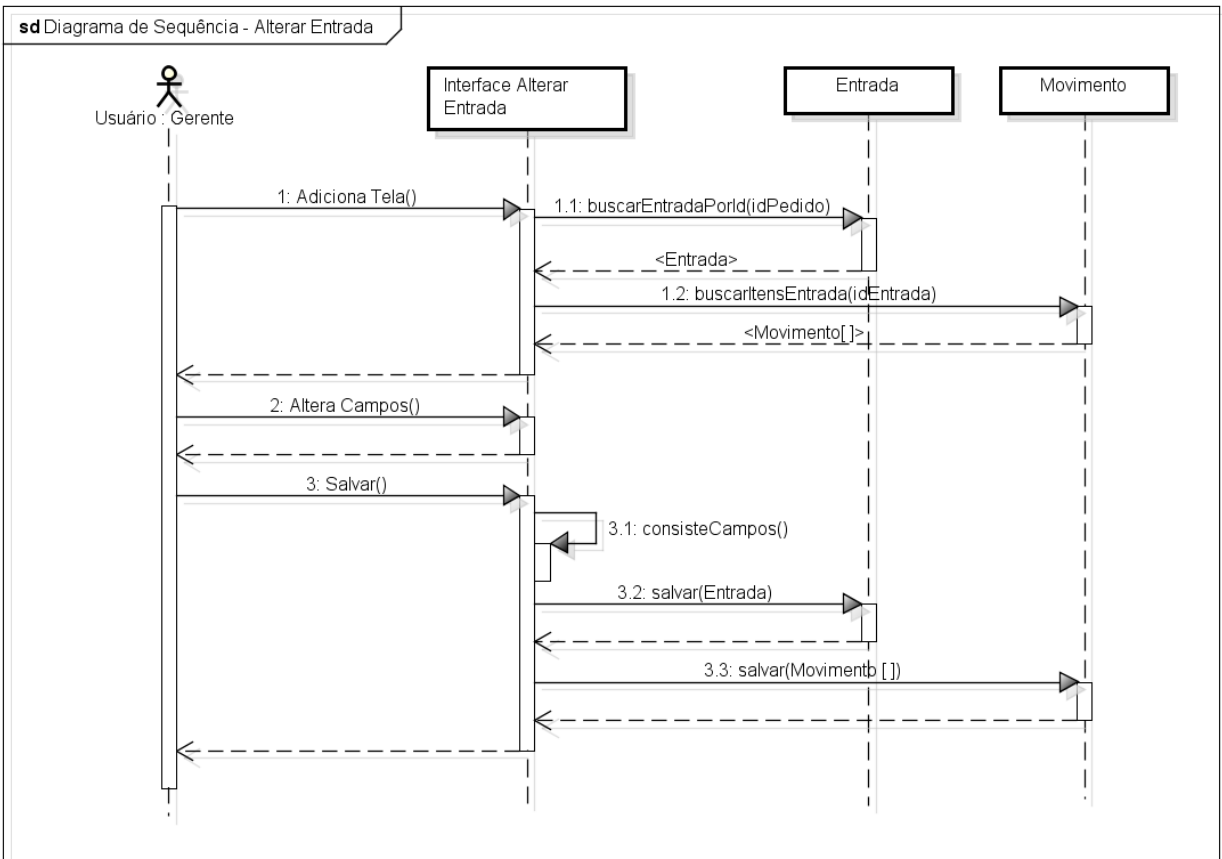 sd Diagrama de Sequência - Alterar Entrada
Usuário : Gerente
Interface Alterar
Entrada
Entrada
Movimento
1: Adiciona Tela()
1.1: buscarEntradaPorId(idPedido)
<Entrada>
1.2: buscarItensEntrada(idEntrada)
<Movimento[ ]>
2: Altera Campos()
3: Salvar()
3.1: consisteCampos()
3.2: salvar(Entrada)
3.3: salvar(Movimento [ ])